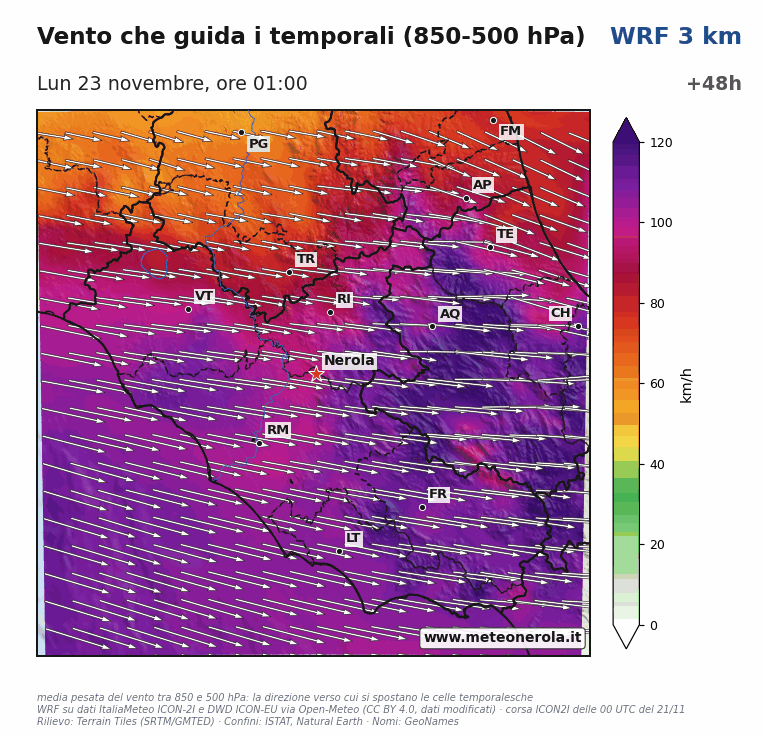 Vento che guida i temporali (850-500 hPa) WRF 3 km
Lun 23 novembre, ore 01:00 +48h
FM
PG
AP
TE
TR
VT
RI
AQ
CH
Nerola
RM
FR
LT
www.meteonerola.it
120
100
80
60
40
20
0
km/h
media pesata del vento tra 850 e 500 hPa: la direzione verso cui si spostano le celle temporalesche
WRF su dati ItaliaMeteo ICON-2I e DWD ICON-EU via Open-Meteo (CC BY 4.0, dati modificati) · corsa ICON2I delle 00 UTC del 21/11
Rilievo: Terrain Tiles (SRTM/GMTED) · Confini: ISTAT, Natural Earth · Nomi: GeoNames